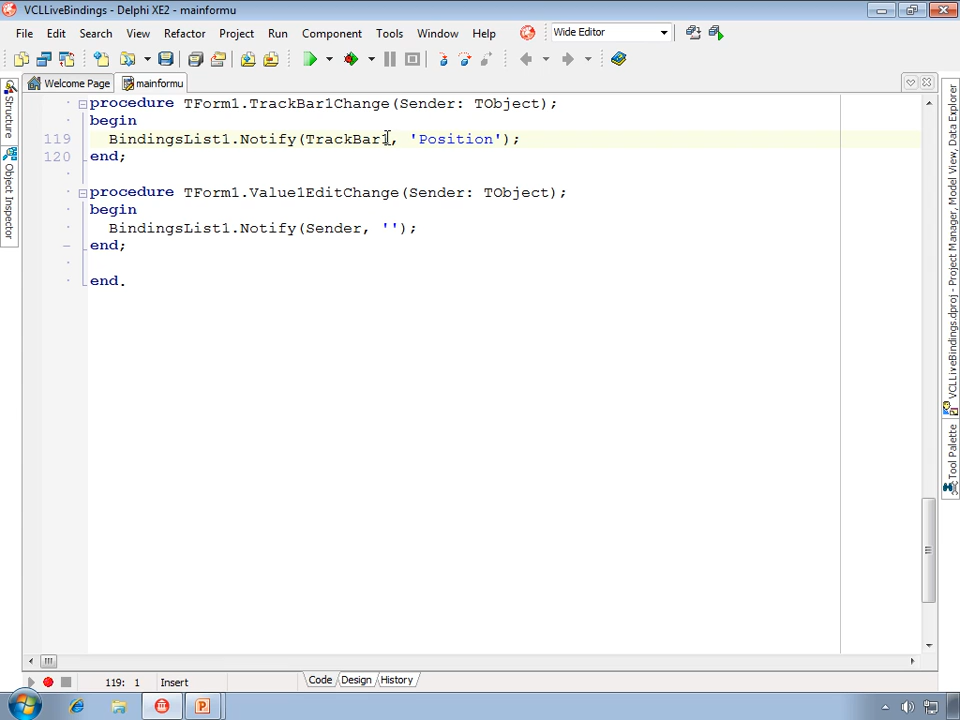 VCLLiveBindings - Delphi XE2 - mainformu
File Edit Search View Refactor Project Run Component Tools Window Help Wide Editor
Welcome Page mainformu
procedure TForm1.TrackBar1Change(Sender: TObject);
begin
119 BindingsList1.Notify(TrackBar1, 'Position');
120 end;
procedure TForm1.Value1EditChange(Sender: TObject);
begin
BindingsList1.Notify(Sender, '');
end;
end.
Structure
Object Inspector
VCLLiveBindings.dproj - Project Manager, Model View, Data Explorer
Tool Palette
119: 1 Insert Code Design History